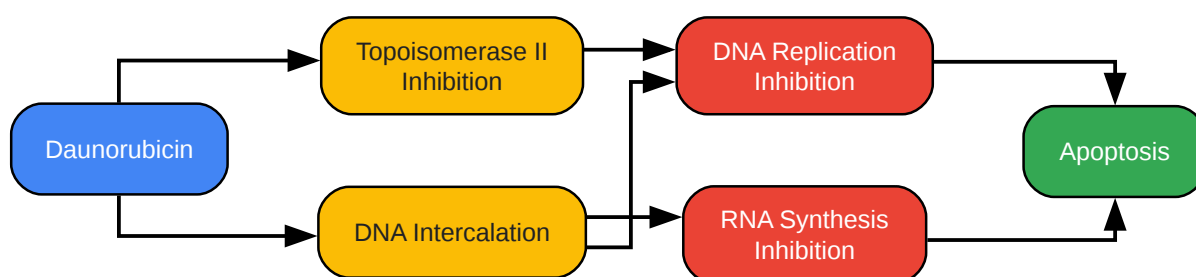 Daunorubicin
Topoisomerase II
Inhibition
DNA Intercalation
DNA Replication
Inhibition
RNA Synthesis
Inhibition
Apoptosis